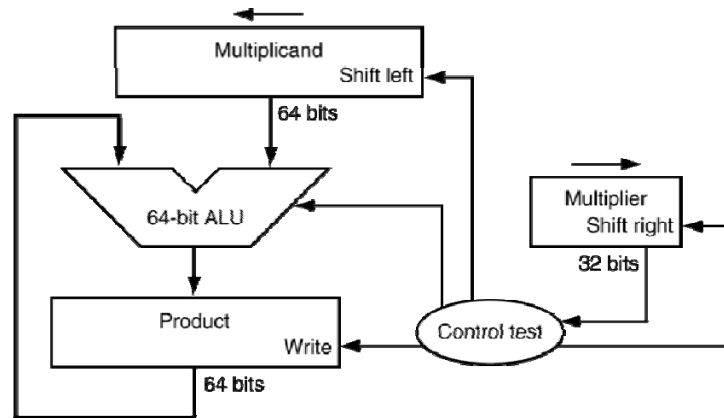 Multiplicand
Shift left
64 bits
64-bit ALU
Multiplier
Shift right
32 bits
Product
Write
Control test
64 bits